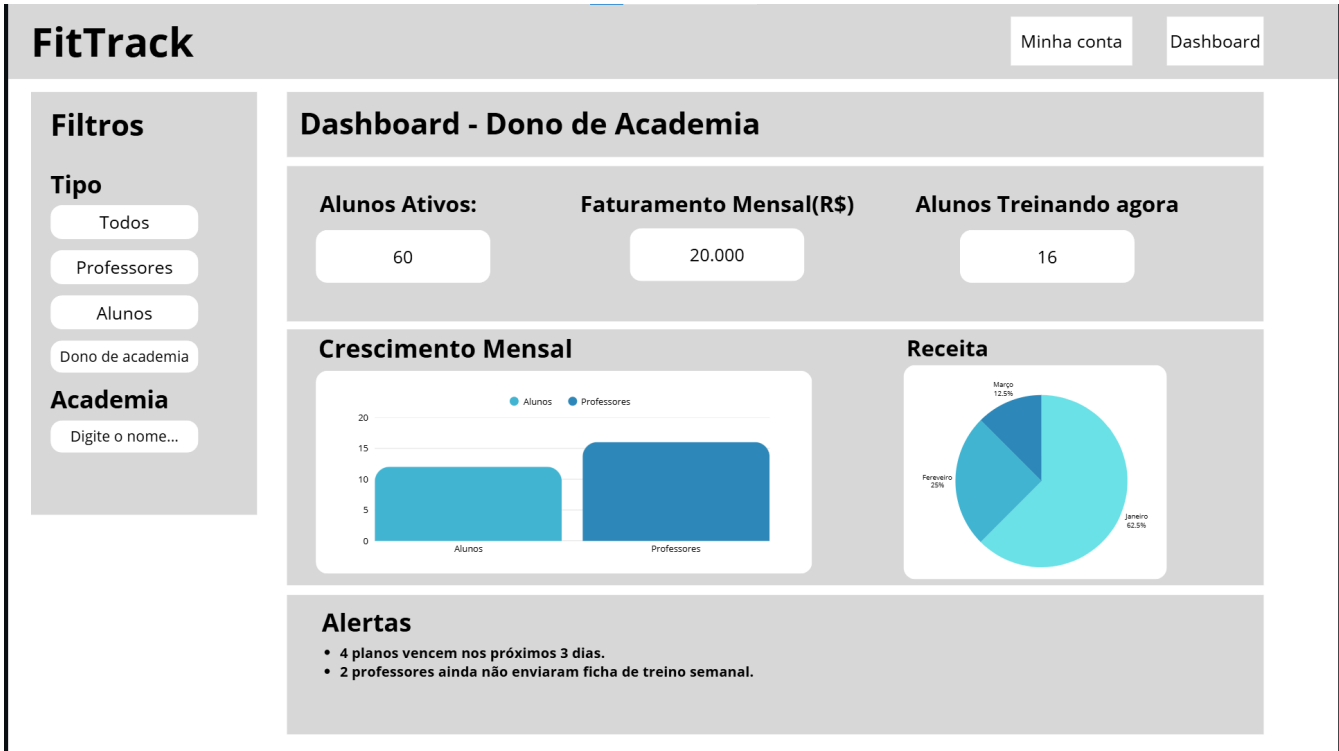 FitTrack
Minha conta
Dashboard
Filtros
Tipo
Todos
Professores
Alunos
Dono de academia
Academia
Digite o nome...
Dashboard - Dono de Academia
Alunos Ativos:
60
Faturamento Mensal(R$)
20.000
Alunos Treinando agora
16
Crescimento Mensal
Alunos
Professores
20
15
10
5
0
Alunos
Professores
Receita
Março
12.5%
Fereveiro
25%
Janeiro
62.5%
Alertas
• 4 planos vencem nos próximos 3 dias.
• 2 professores ainda não enviaram ficha de treino semanal.